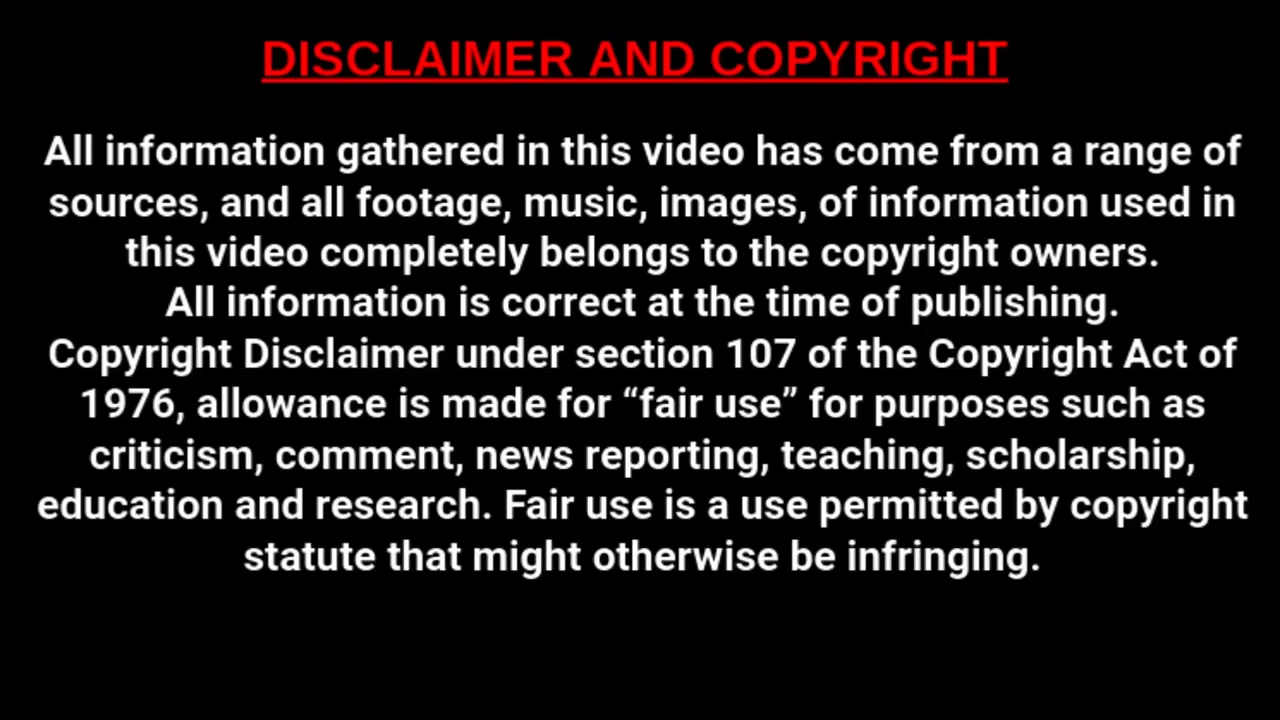 DISCLAIMER AND COPYRIGHT
All information gathered in this video has come from a range of
sources, and all footage, music, images, of information used in
this video completely belongs to the copyright owners.
All information is correct at the time of publishing.
Copyright Disclaimer under section 107 of the Copyright Act of
1976, allowance is made for “fair use” for purposes such as
criticism, comment, news reporting, teaching, scholarship,
education and research. Fair use is a use permitted by copyright
statute that might otherwise be infringing.